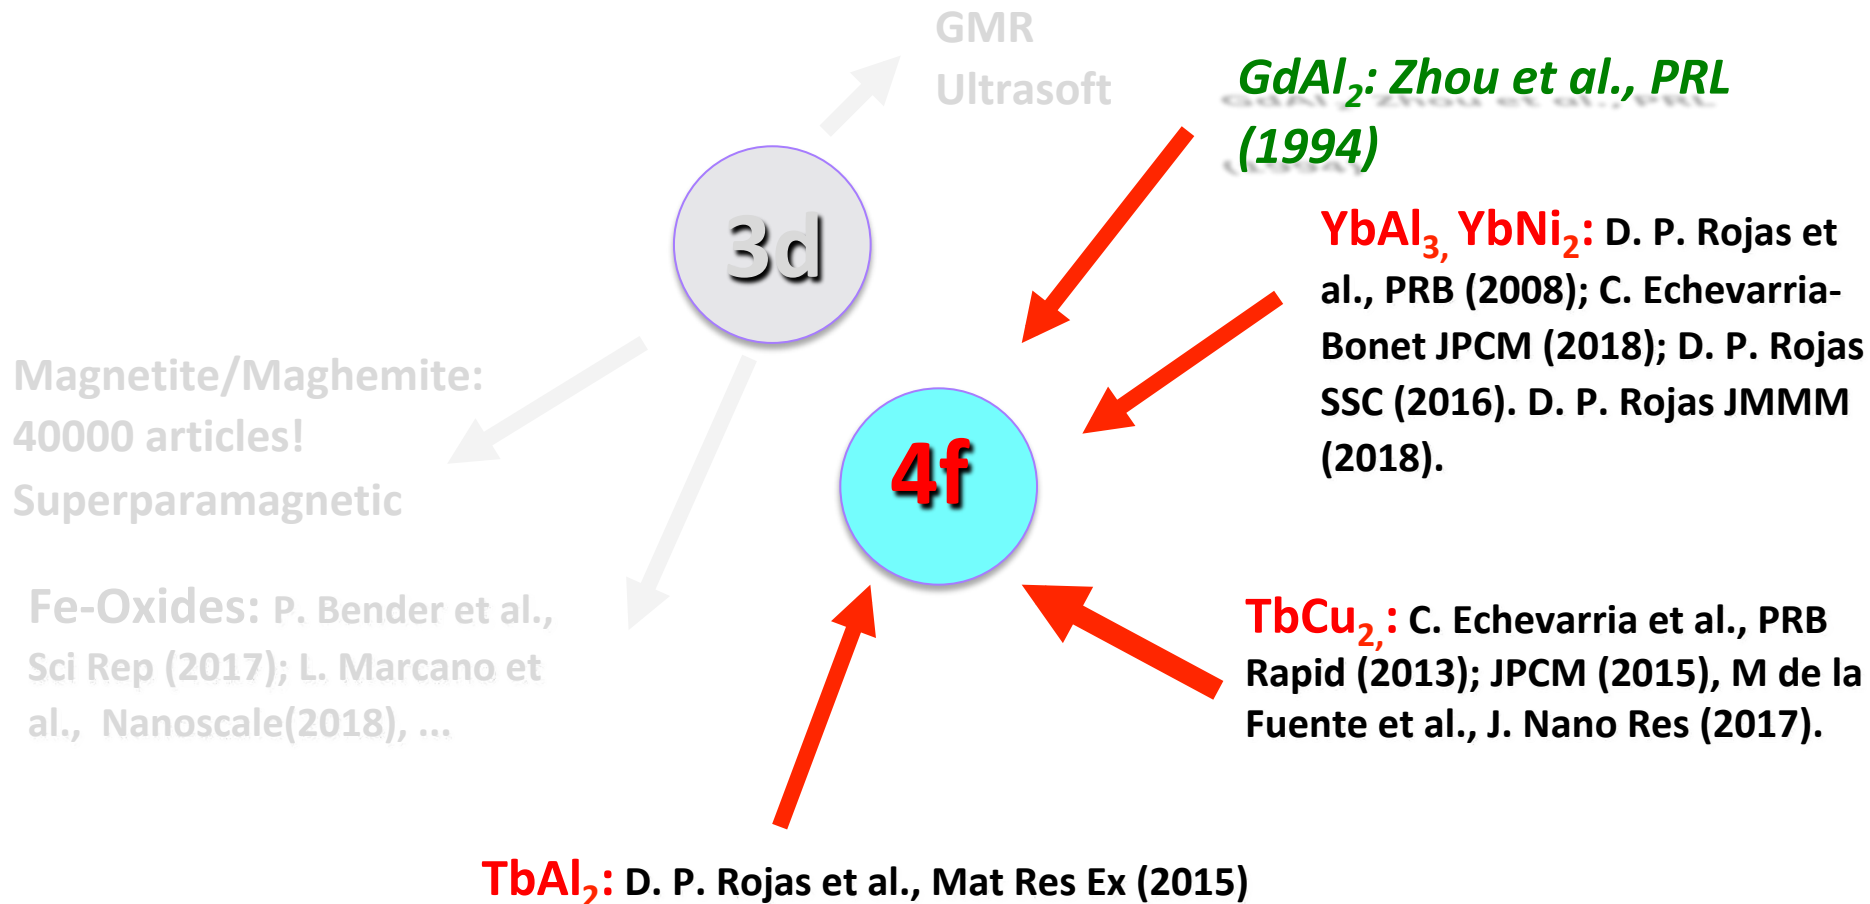 GMR
Ultrasoft
GdAl2: Zhou et al., PRL
(1994)
3d
YbAl3, YbNi2: D. P. Rojas et
al., PRB (2008); C. Echevarria-
Bonet JPCM (2018); D. P. Rojas
SSC (2016). D. P. Rojas JMMM
(2018).
Magnetite/Maghemite:
40000 articles!
Superparamagnetic
4f
Fe-Oxides: P. Bender et al.,
Sci Rep (2017); L. Marcano et
al., Nanoscale(2018), ...
TbCu2,: C. Echevarria et al., PRB
Rapid (2013); JPCM (2015), M de la
Fuente et al., J. Nano Res (2017).
TbAl2: D. P. Rojas et al., Mat Res Ex (2015)